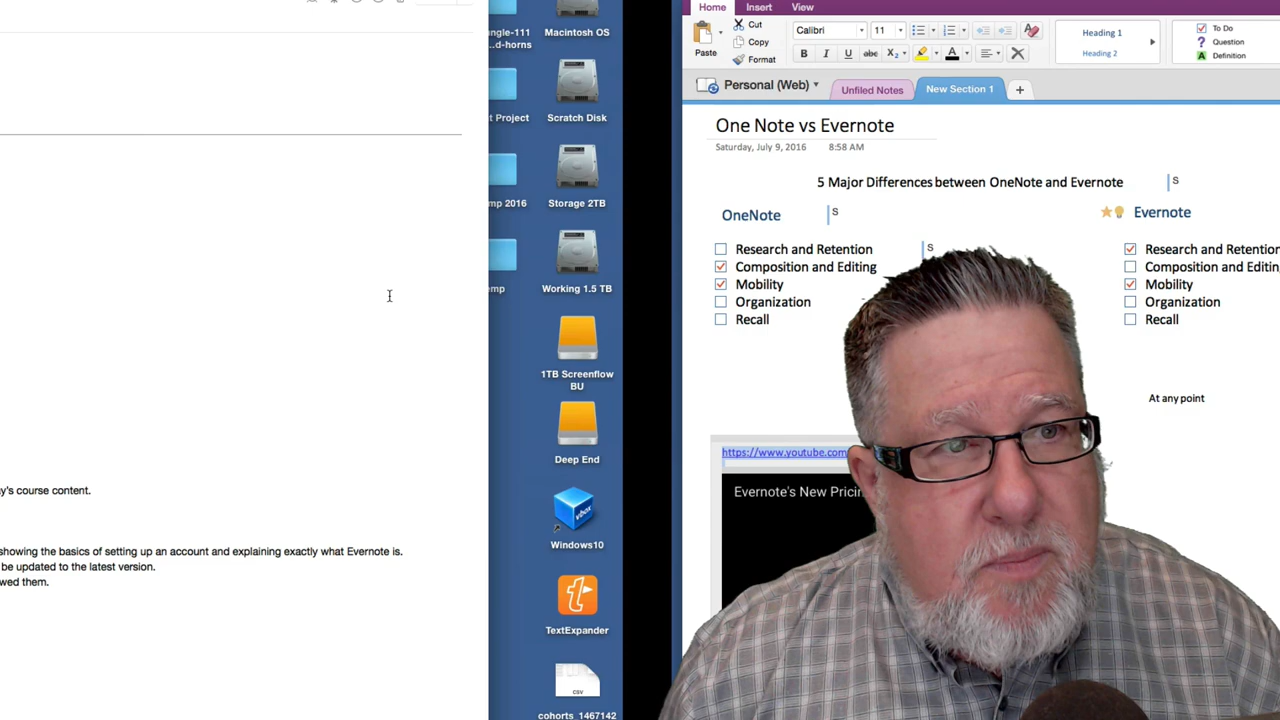 y's course content.
showing the basics of setting up an account and explaining exactly what Evernote is.
be updated to the latest version.
wed them.
ungle-111
...d-horns
t Project
mp 2016
emp
Macintosh OS
Scratch Disk
Storage 2TB
Working 1.5 TB
1TB Screenflow
BU
Deep End
vbox
Windows10
TextExpander
csv
cohorts_1467142
Home Insert View
Paste
Cut
Copy
Format
Calibri 11
B I U abc X2 A
Heading 1
Heading 2
To Do
? Question
A Definition
Personal (Web) Unfiled Notes New Section 1 +
One Note vs Evernote
Saturday, July 9, 2016 8:58 AM
5 Major Differences between OneNote and Evernote S
OneNote S
Research and Retention S
Composition and Editing
Mobility
Organization
Recall
Evernote
Research and Retention
Composition and Editin
Mobility
Organization
Recall
At any point
https://www.youtube.com
Evernote's New Pricin